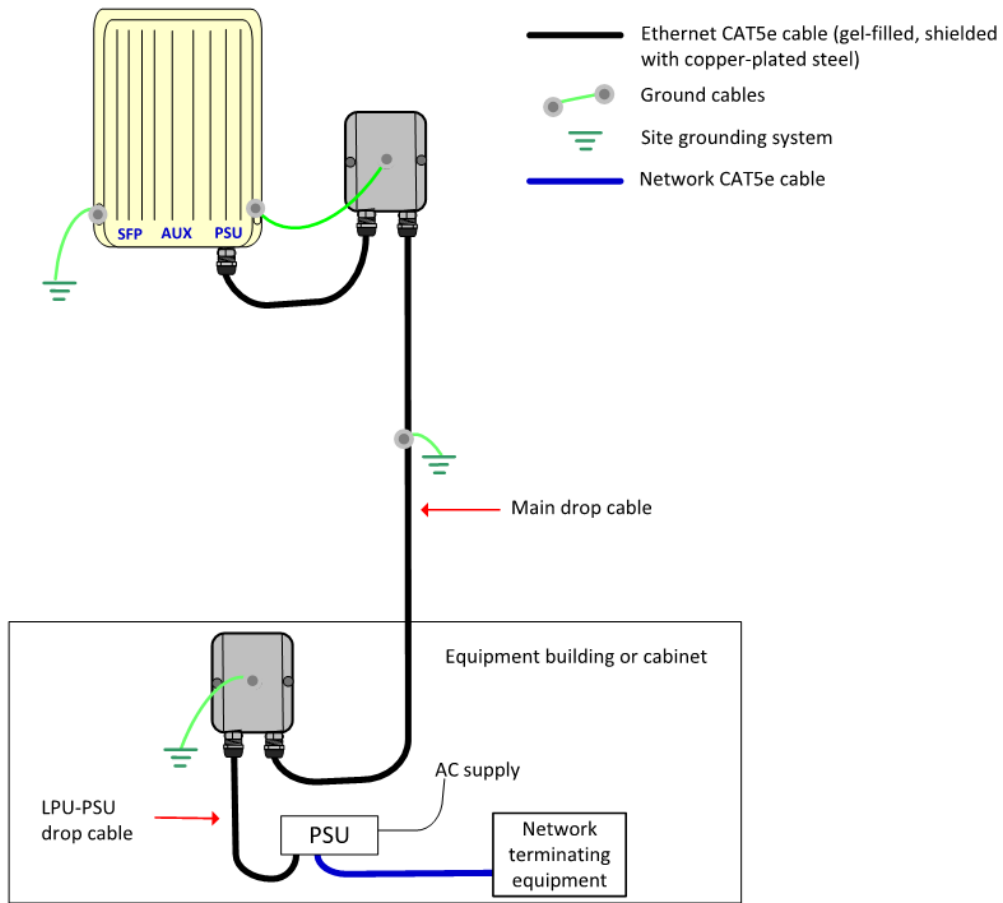 Ethernet CAT5e cable (gel-filled, shielded
with copper-plated steel)
Ground cables
Site grounding system
Network CAT5e cable
SFP AUX PSU
Main drop cable
Equipment building or cabinet
AC supply
LPU-PSU
drop cable
PSU
Network
terminating
equipment